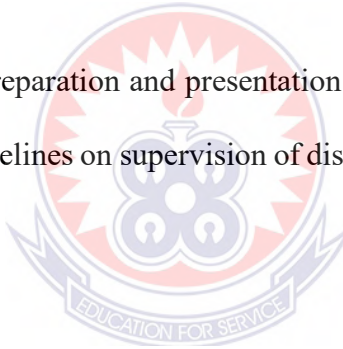 reparation and presentation
elines on supervision of dis
EDUCATION FOR SERVICE